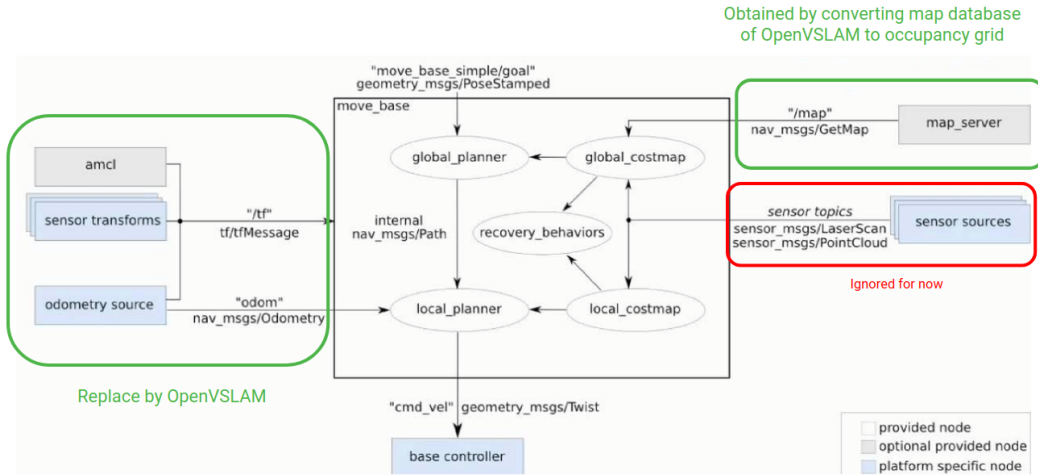 Obtained by converting map database
of OpenVSLAM to occupancy grid
"move_base_simple/goal"
geometry_msgs/PoseStamped
move_base
"/map"
nav_msgs/GetMap
map_server
amcl
global_planner
global_costmap
sensor transforms
"/tf"
tf/tfMessage
internal
nav_msgs/Path
recovery_behaviors
sensor topics
sensor_msgs/LaserScan
sensor_msgs/PointCloud
sensor sources
Ignored for now
odometry source
"odom"
nav_msgs/Odometry
local_planner
local_costmap
Replace by OpenVSLAM
"cmd_vel"
geometry_msgs/Twist
base controller
provided node
optional provided node
platform specific node